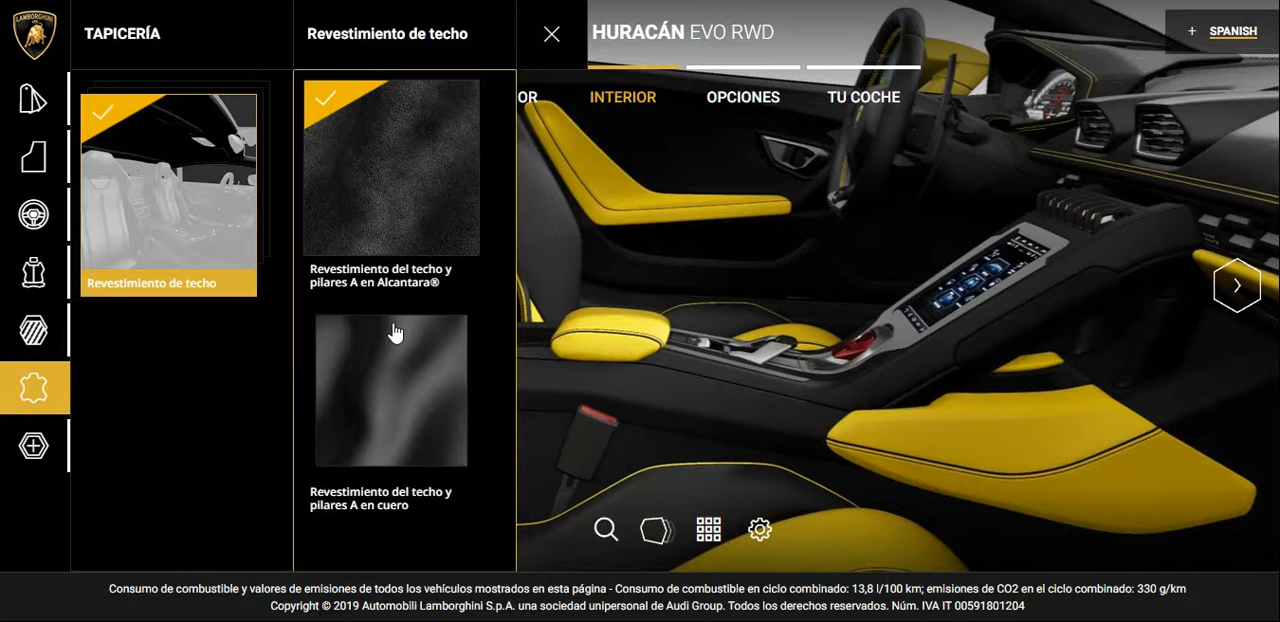 LAMBORGHINI
TAPICERÍA
Revestimiento de techo
HURACÁN EVO RWD
+ SPANISH
OR
INTERIOR
OPCIONES
TU COCHE
Revestimiento de techo
Revestimiento del techo y
pilares A en Alcantara®
Revestimiento del techo y
pilares A en cuero
Consumo de combustible y valores de emisiones de todos los vehículos mostrados en esta página - Consumo de combustible en ciclo combinado: 13,8 l/100 km; emisiones de CO2 en el ciclo combinado: 330 g/km
Copyright © 2019 Automobili Lamborghini S.p.A. una sociedad unipersonal de Audi Group. Todos los derechos reservados. Núm. IVA IT 00591801204